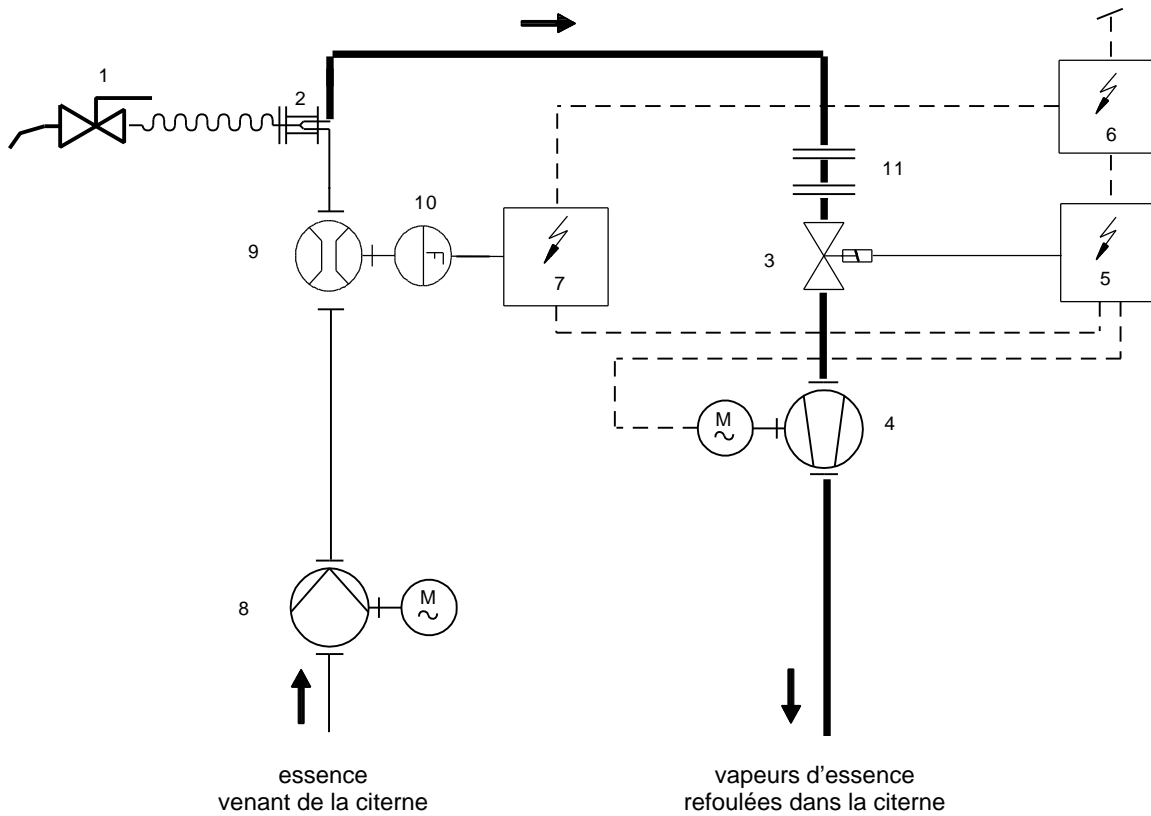 1
2
6
11
10
9
3
7
5
M
4
8
M
essence
venant de la citerne
vapeurs d’essence
refoulées dans la citerne